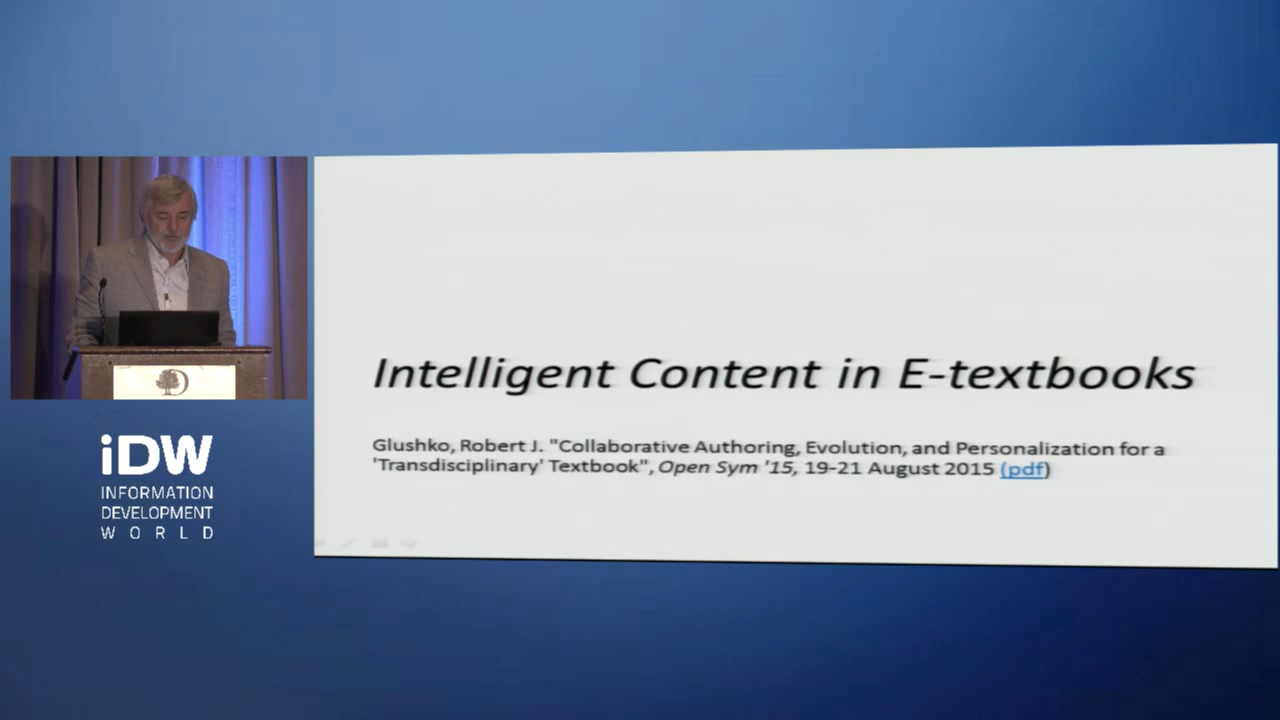 Intelligent Content in E-textbooks
Glushko, Robert J. "Collaborative Authoring, Evolution, and Personalization for a
'Transdisciplinary' Textbook", Open Sym '15, 19-21 August 2015 (pdf)
iDW
INFORMATION
DEVELOPMENT
WORLD